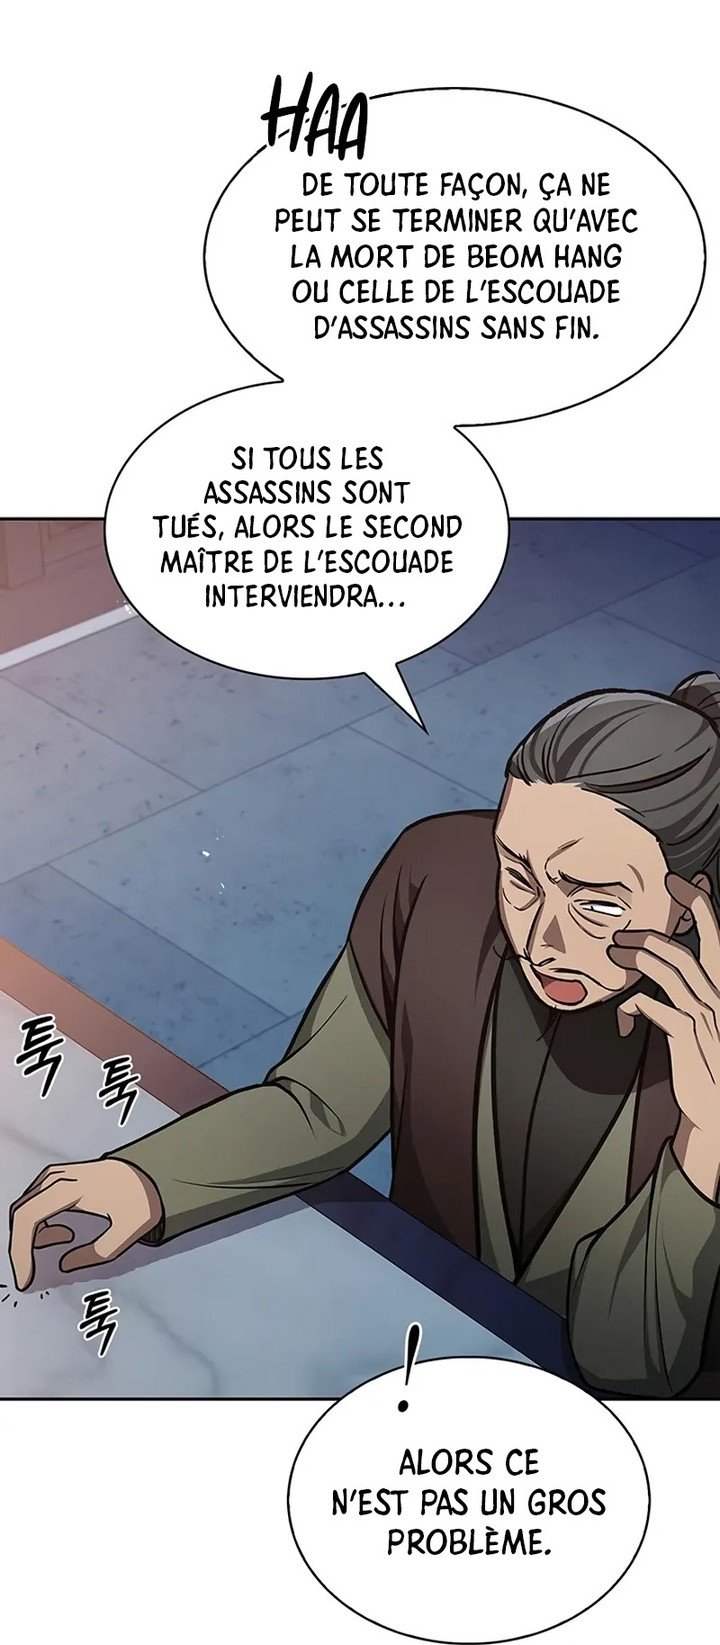 HAA
DE TOUTE FAÇON, ÇA NE
PEUT SE TERMINER QU'AVEC
LA MORT DE BEOM HANG
OU CELLE DE L'ESCOUADE
D'ASSASSINS SANS FIN.
SI TOUS LES
ASSASSINS SONT
TUÉS, ALORS LE SECOND
MAÎTRE DE L'ESCOUADE
INTERVIENDRA...
툭
툭
툭
!
ALORS CE
N'EST PAS UN GROS
PROBLÈME.